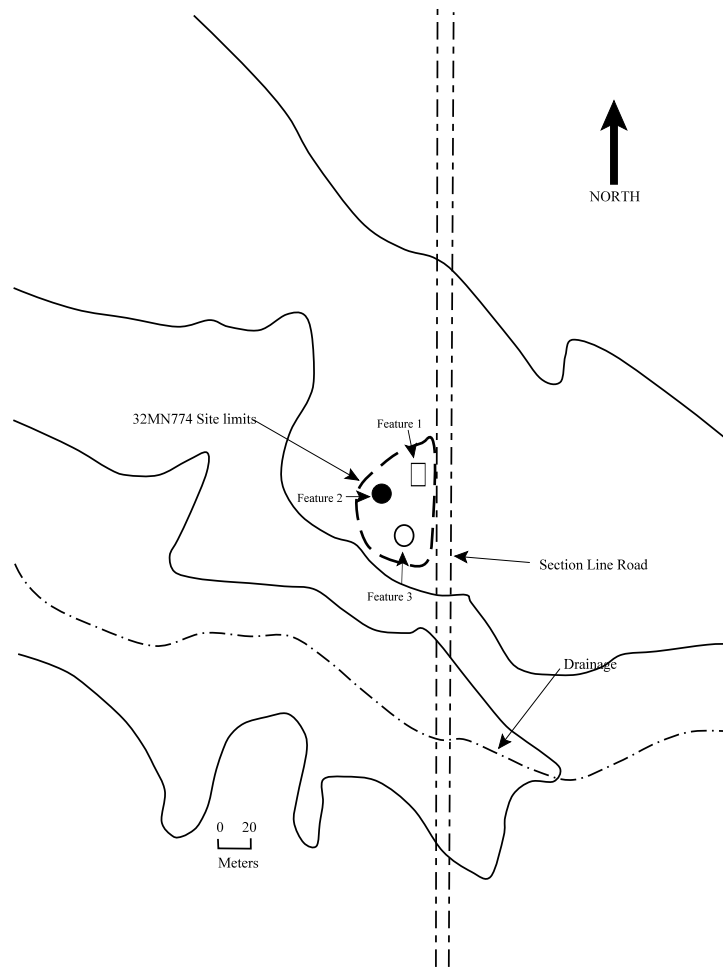 NORTH
32MN774 Site limits
Feature 1
Feature 2
Section Line Road
Feature 3
Drainage
0 20
Meters